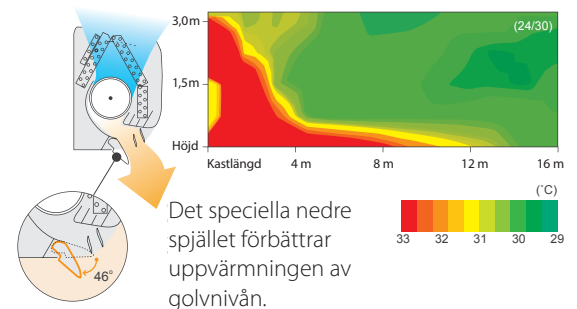 3,0m
(24/30)
1,5m
Höjd
Kastlängd
4 m
8 m
12 m
16 m
(˚C)
33
32
31
30
29
46°
Det speciella nedre
spjället förbättrar
uppvärmningen av
golvnivån.